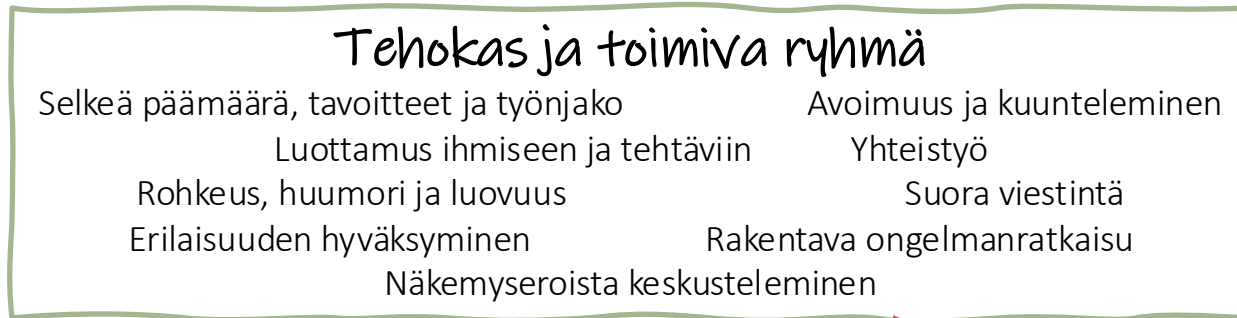 Tehokas ja toimiva ryhmä
Selkeä päämäärä, tavoitteet ja työnjako Avoimuus ja kuunteleminen
Luottamus ihmiseen ja tehtäviin Yhteistyö
Rohkeus, huumori ja luovuus Suora viestintä
Erilaisuuden hyväksyminen Rakentava ongelmanratkaisu
Näkemyseroista keskusteleminen